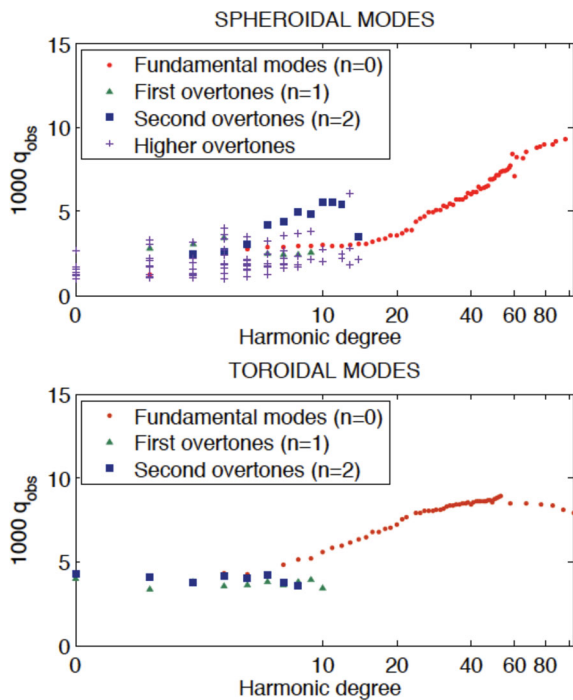 SPHEROIDAL MODES
15
10
5
0
1000 q_obs
Fundamental modes (n=0)
First overtones (n=1)
Second overtones (n=2)
Higher overtones
0 10 20 40 60 80
Harmonic degree
TOROIDAL MODES
15
10
5
0
1000 q_obs
Fundamental modes (n=0)
First overtones (n=1)
Second overtones (n=2)
0 10 20 40 60 80
Harmonic degree